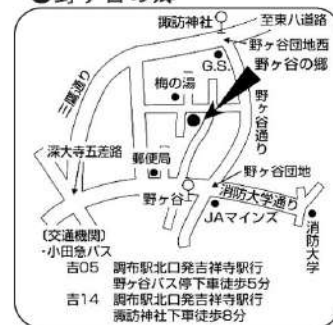 ●野ヶ谷の郷
諏訪神社
至東八道路
野ヶ谷団地西
G.S.
野ヶ谷の郷
梅の湯
三鷹通り
野ヶ谷通り
深大寺五差路
郵便局
野ヶ谷団地
野ヶ谷
消防大学通り
JAマインズ
消防大学
〔交通機関〕
・小田急バス
吉05 調布駅北口発吉祥寺駅行
野ヶ谷バス停下車徒歩5分
吉14 調布駅北口発吉祥寺駅行
諏訪神社下車徒歩8分